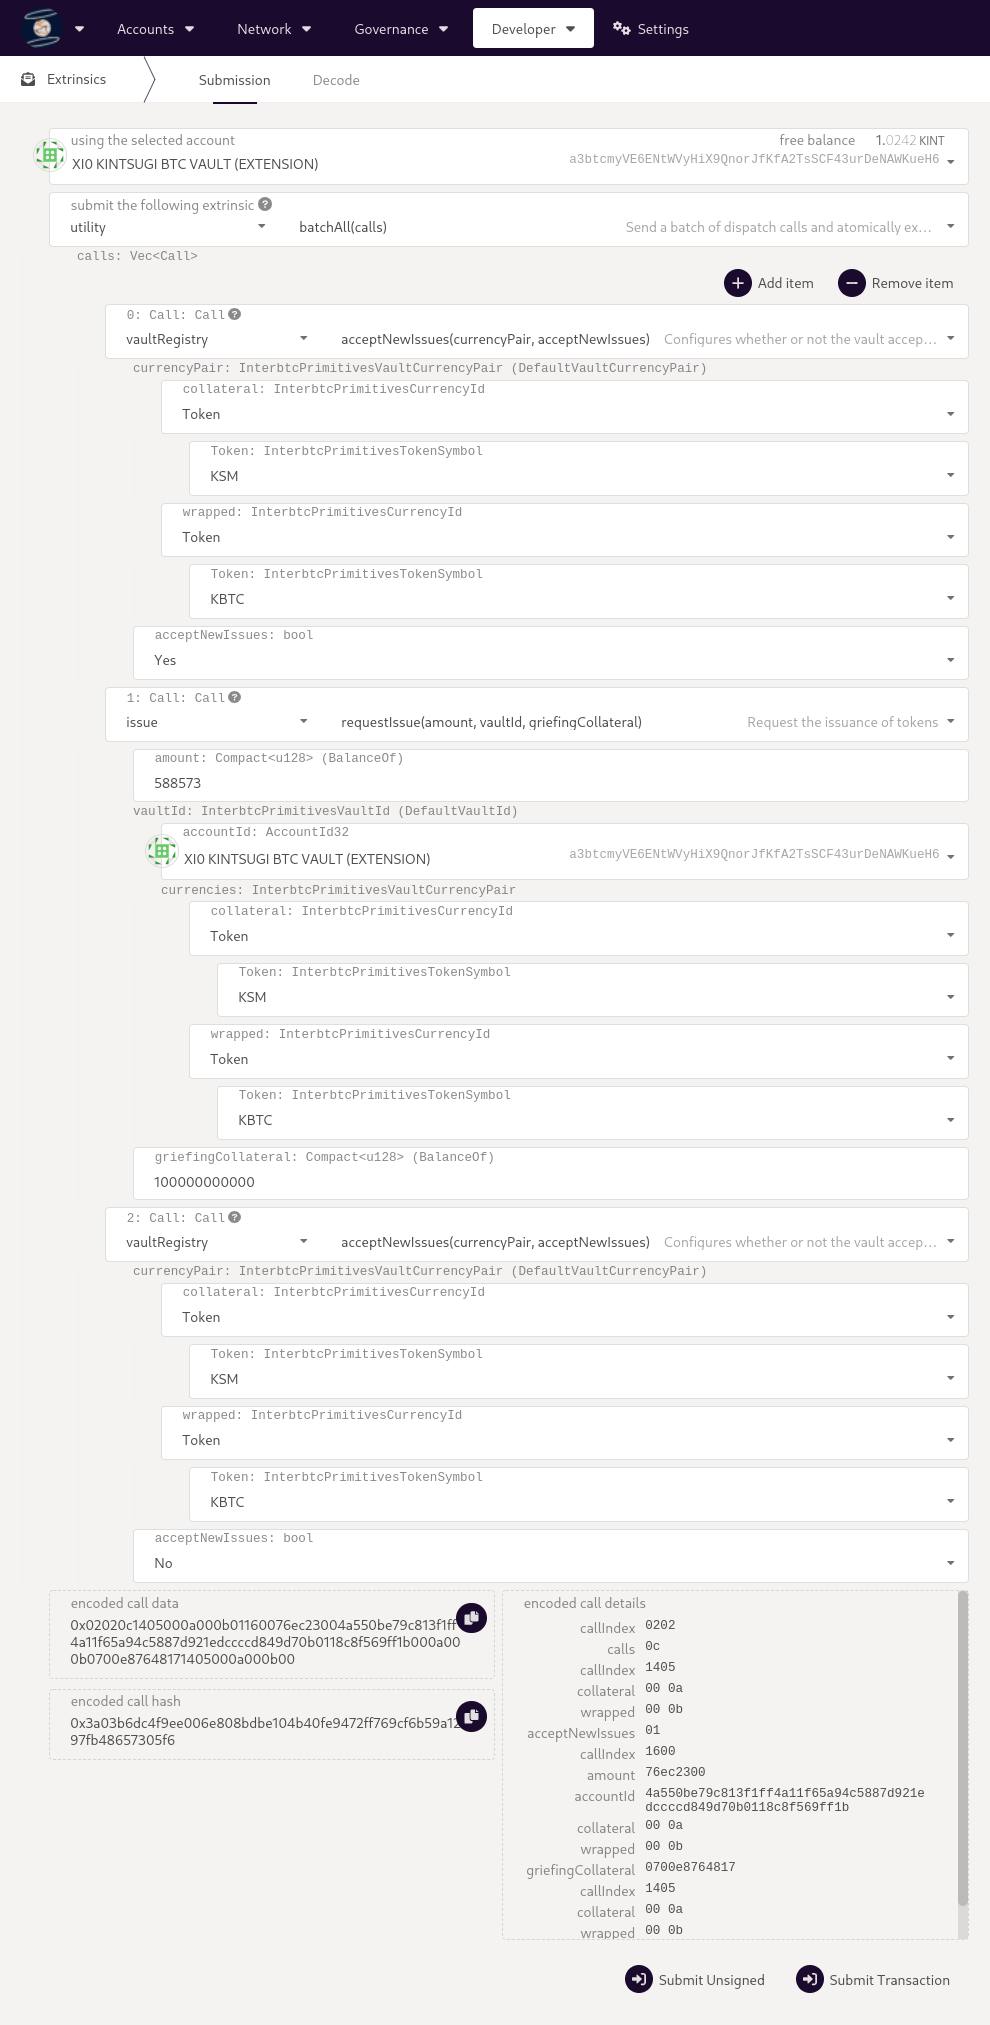 Accounts Network Governance Developer Settings
Extrinsics Submission Decode
using the selected account free balance 1.0242 KINT
XI0 KINTSUGI BTC VAULT (EXTENSION) a3btcmyVE6ENtWVyHiX9QnorJfKfA2TsSCF43urDeNAWKueH6
submit the following extrinsic
utility batchAll(calls) Send a batch of dispatch calls and atomically ex…
calls: Vec<Call>
Add item Remove item
0: Call: Call
vaultRegistry acceptNewIssues(currencyPair, acceptNewIssues) Configures whether or not the vault accep…
currencyPair: InterbtcPrimitivesVaultCurrencyPair (DefaultVaultCurrencyPair)
collateral: InterbtcPrimitivesCurrencyId
Token
Token: InterbtcPrimitivesTokenSymbol
KSM
wrapped: InterbtcPrimitivesCurrencyId
Token
Token: InterbtcPrimitivesTokenSymbol
KBTC
acceptNewIssues: bool
Yes
1: Call: Call
issue requestIssue(amount, vaultId, griefingCollateral) Request the issuance of tokens
amount: Compact<u128> (BalanceOf)
588573
vaultId: InterbtcPrimitivesVaultId (DefaultVaultId)
accountId: AccountId32
XI0 KINTSUGI BTC VAULT (EXTENSION) a3btcmyVE6ENtWVyHiX9QnorJfKfA2TsSCF43urDeNAWKueH6
currencies: InterbtcPrimitivesVaultCurrencyPair
collateral: InterbtcPrimitivesCurrencyId
Token
Token: InterbtcPrimitivesTokenSymbol
KSM
wrapped: InterbtcPrimitivesCurrencyId
Token
Token: InterbtcPrimitivesTokenSymbol
KBTC
griefingCollateral: Compact<u128> (BalanceOf)
100000000000
2: Call: Call
vaultRegistry acceptNewIssues(currencyPair, acceptNewIssues) Configures whether or not the vault accep…
currencyPair: InterbtcPrimitivesVaultCurrencyPair (DefaultVaultCurrencyPair)
collateral: InterbtcPrimitivesCurrencyId
Token
Token: InterbtcPrimitivesTokenSymbol
KSM
wrapped: InterbtcPrimitivesCurrencyId
Token
Token: InterbtcPrimitivesTokenSymbol
KBTC
acceptNewIssues: bool
No
encoded call data
0x02020c1405000a000b01160076ec23004a550be79c813f1ff
4a11f65a94c5887d921edccccd849d70b0118c8f569ff1b000a00
0b0700e87648171405000a000b00
encoded call hash
0x3a03b6dc4f9ee006e808bdbe104b40fe9472ff769cf6b59a12
97fb48657305f6
encoded call details
callIndex 0202
calls 0c
callIndex 1405
collateral 00 0a
wrapped 00 0b
acceptNewIssues 01
callIndex 1600
amount 76ec2300
accountId 4a550be79c813f1ff4a11f65a94c5887d921e
dccccd849d70b0118c8f569ff1b
collateral 00 0a
wrapped 00 0b
griefingCollateral 0700e8764817
callIndex 1405
collateral 00 0a
wrapped 00 0b
Submit Unsigned Submit Transaction